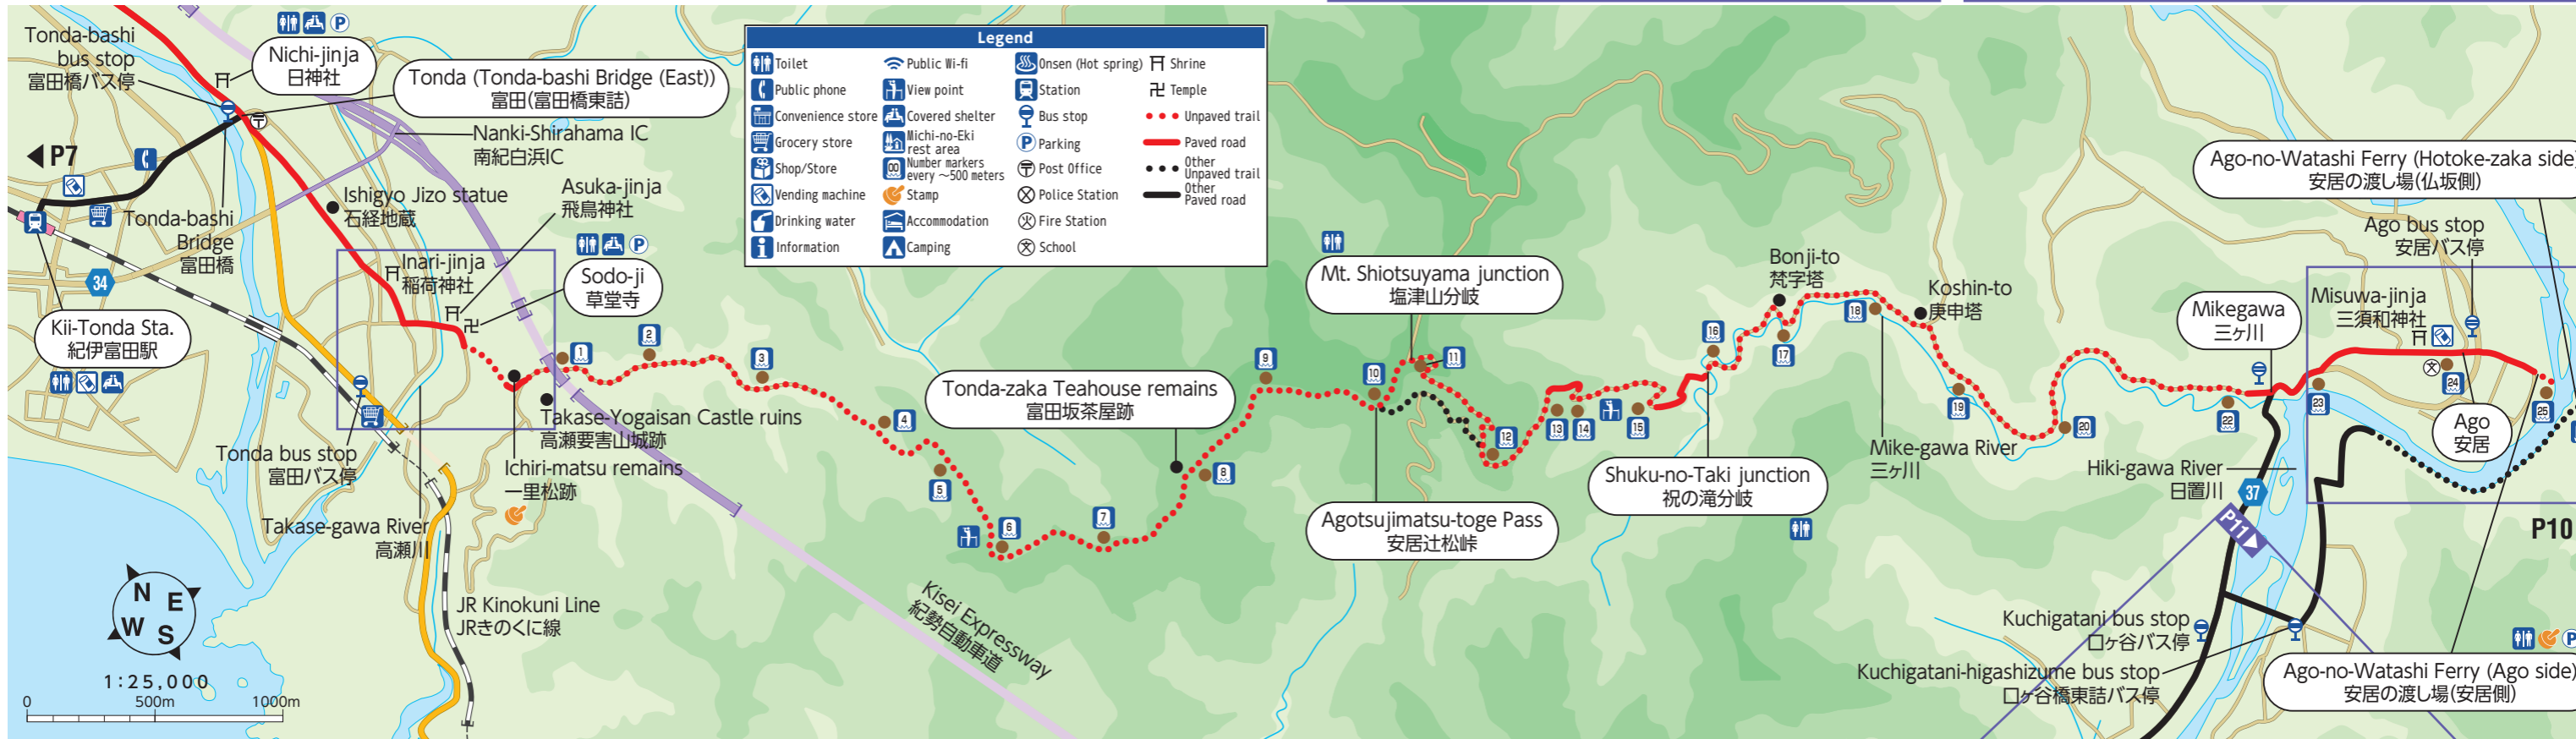 Tonda-bashi
bus stop
富田橋バス停
Nichi-jinja
日神社
Tonda (Tonda-bashi Bridge (East))
富田(富田橋東詰)
Nanki-Shirahama IC
南紀白浜IC
P7
Ishigyo Jizo statue
石経地蔵
Asuka-jinja
飛鳥神社
Tonda-bashi
Bridge
富田橋
34
Inari-jinja
稲荷神社
Sodo-ji
草堂寺
Kii-Tonda Sta.
紀伊富田駅
Tonda bus stop
富田バス停
Takase-gawa River
高瀬川
Takase-Yogaisan Castle ruins
高瀬要害山城跡
Ichiri-matsu remains
一里松跡
JR Kinokuni Line
JRきのくに線
N
E
W
S
1:25,000
0
500m
1000m
Legend
Toilet
Public phone
Convenience store
Grocery store
Shop/Store
Vending machine
Drinking water
Information
Public Wi-fi
View point
Covered shelter
Michi-no-Eki
rest area
00
Number markers
every ～500 meters
Stamp
Accommodation
Camping
Onsen (Hot spring)
Station
Bus stop
P Parking
Post Office
Police Station
Fire Station
文 School
Shrine
Temple
Unpaved trail
Paved road
Other
Unpaved trail
Other
Paved road
1
2
3
4
5
6
7
8
9
10
11
12
13
14
15
16
17
18
19
20
22
23
24
25
Tonda-zaka Teahouse remains
富田坂茶屋跡
Kisei Expressway
紀勢自動車道
Mt. Shiotsuyama junction
塩津山分岐
Agotsujimatsu-toge Pass
安居辻松峠
Shuku-no-Taki junction
祝の滝分岐
Bonji-to
梵字塔
Koshin-to
庚申塔
Mike-gawa River
三ヶ川
Mikegawa
三ヶ川
Ago-no-Watashi Ferry (Hotoke-zaka side)
安居の渡し場(仏坂側)
Ago bus stop
安居バス停
Misuwa-jinja
三須和神社
Ago
安居
Hiki-gawa River
日置川
37
P11
P10
Kuchigatani bus stop
口ヶ谷バス停
Kuchigatani-higashizume bus stop
口ヶ谷橋東詰バス停
Ago-no-Watashi Ferry (Ago side)
安居の渡し場(安居側)